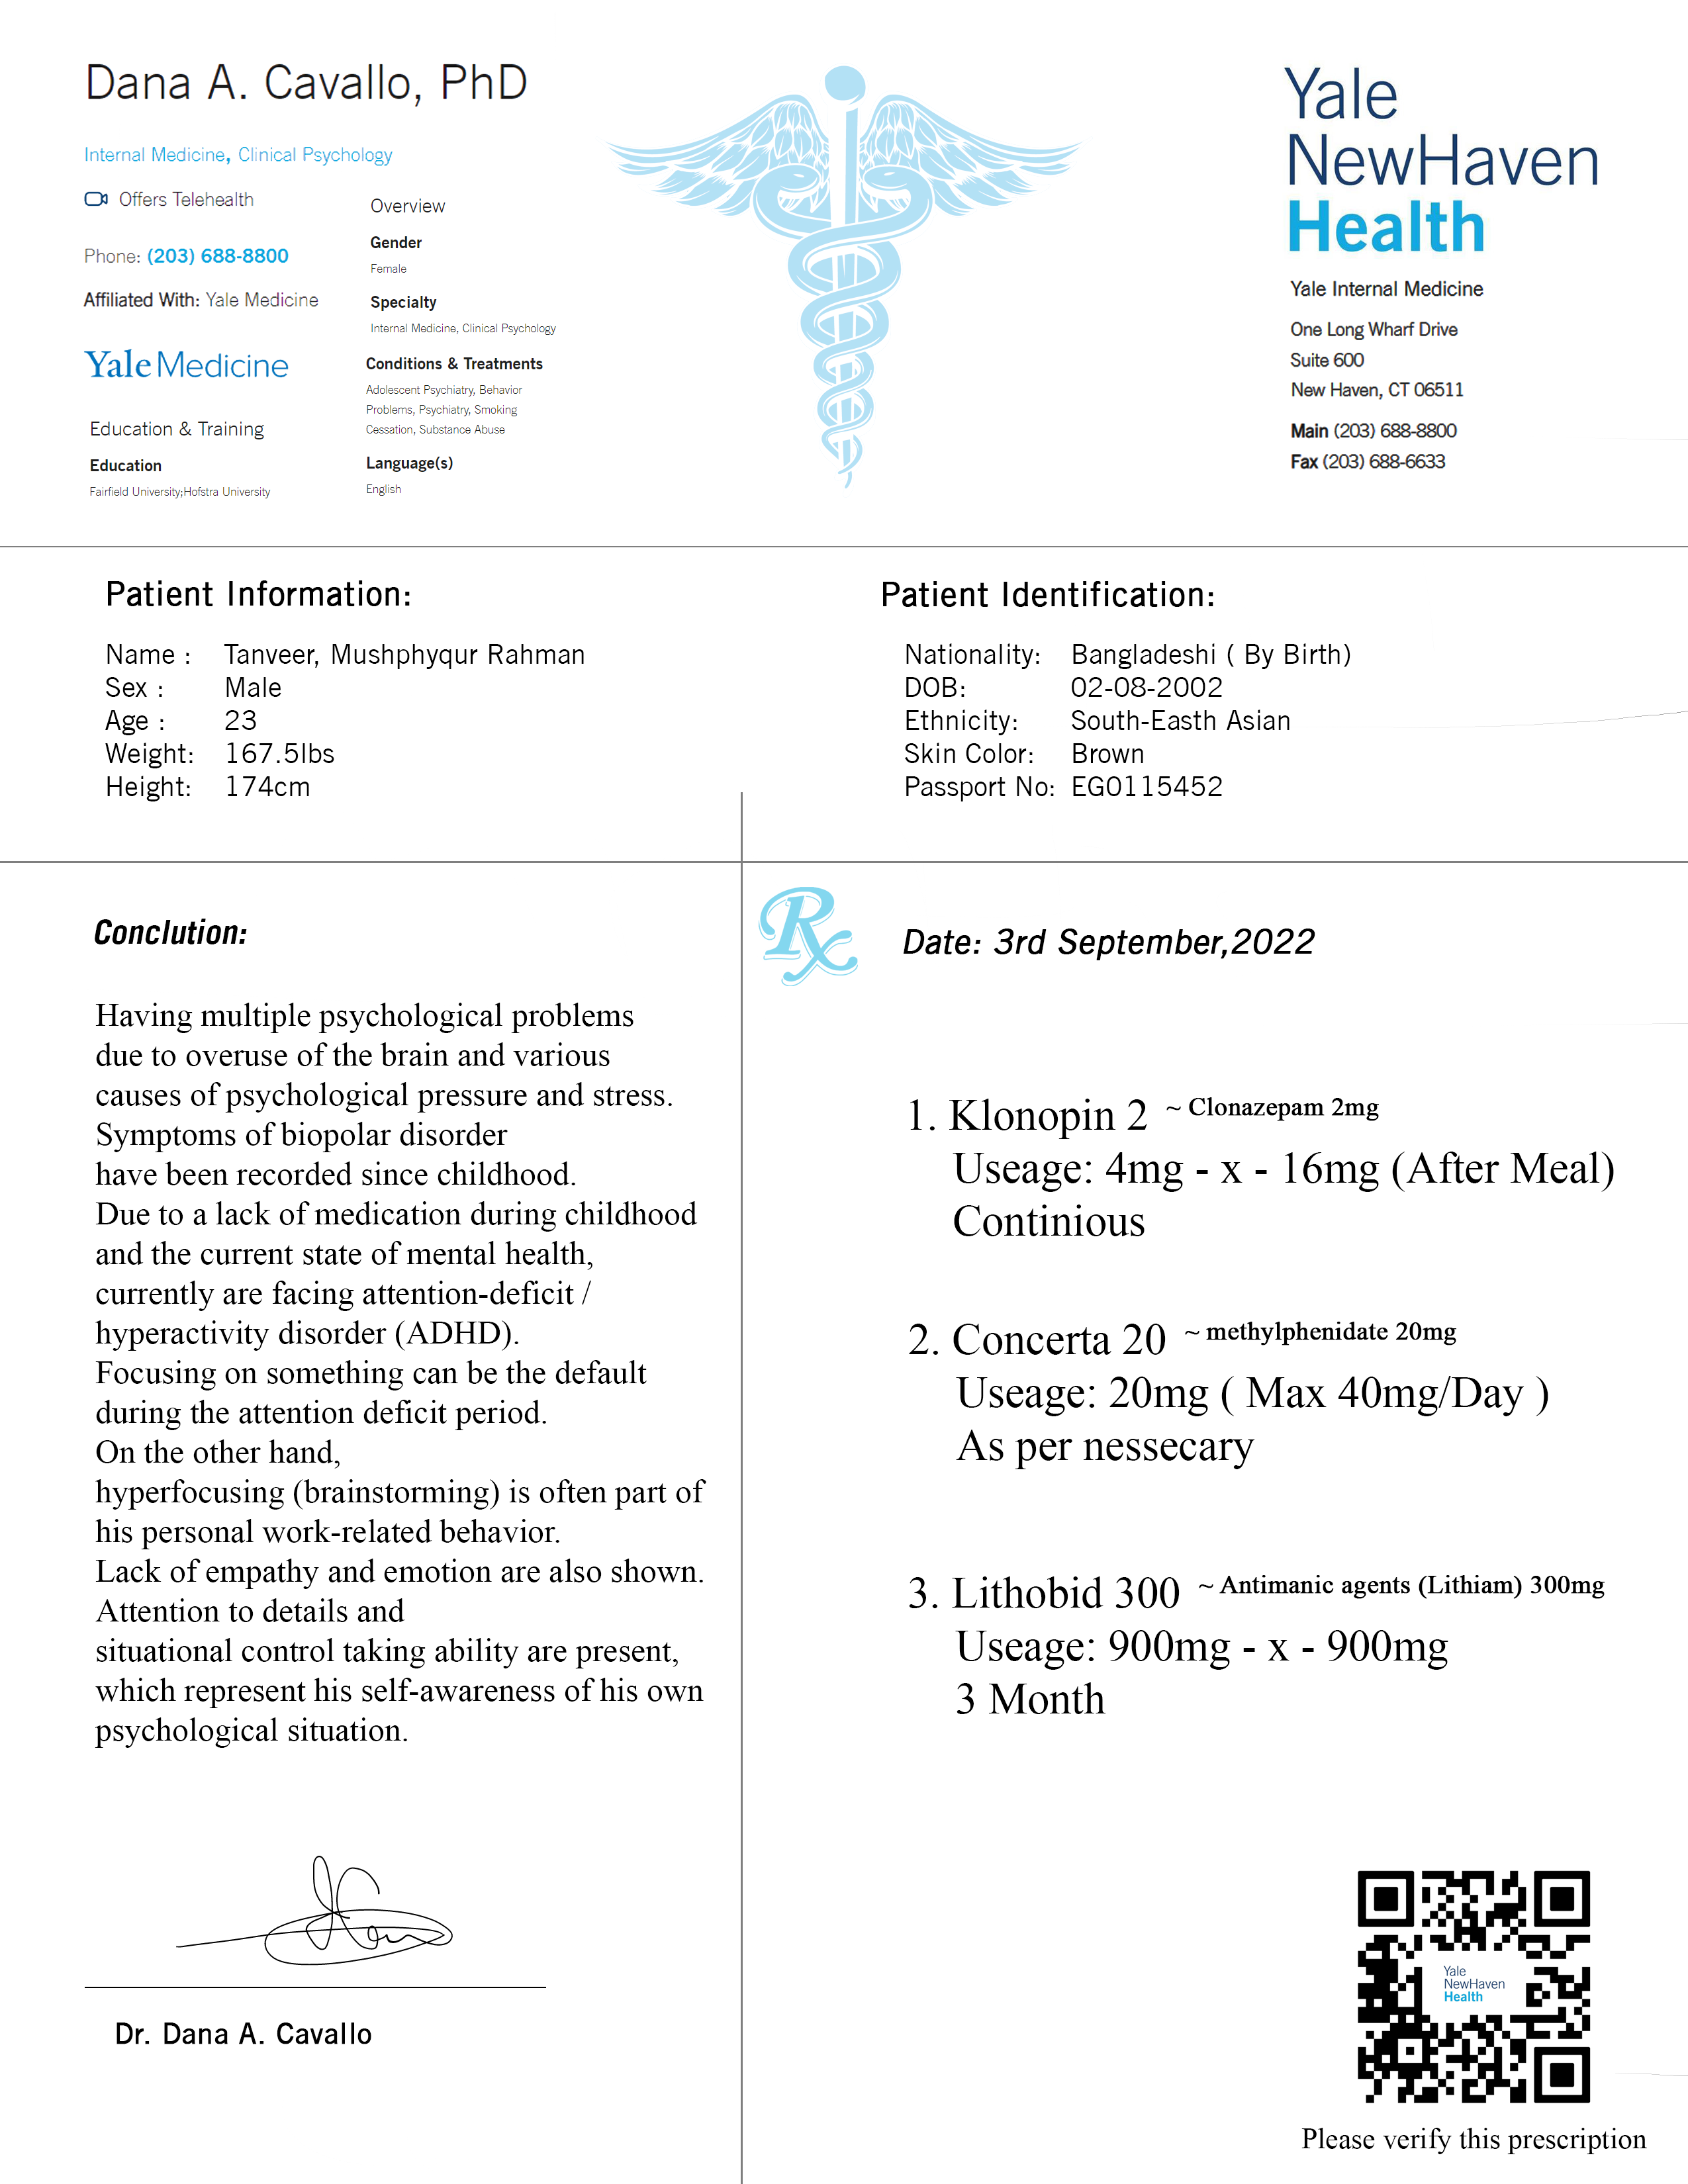 Dana A. Cavallo, PhD
Internal Medicine, Clinical Psychology
Offers Telehealth
Phone: (203) 688-8800
Affiliated With: Yale Medicine
Yale Medicine
Education & Training
Education
Fairfield University;Hofstra University
Overview
Gender
Female
Specialty
Internal Medicine, Clinical Psychology
Conditions & Treatments
Adolescent Psychiatry, Behavior
Problems, Psychiatry, Smoking
Cessation, Substance Abuse
Language(s)
English
Yale
NewHaven
Health
Yale Internal Medicine
One Long Wharf Drive
Suite 600
New Haven, CT 06511
Main (203) 688-8800
Fax (203) 688-6633
Patient Information:
Name : Tanveer, Mushphyqur Rahman
Sex : Male
Age : 23
Weight: 167.5lbs
Height: 174cm
Patient Identification:
Nationality: Bangladeshi ( By Birth)
DOB: 02-08-2002
Ethnicity: South-Easth Asian
Skin Color: Brown
Passport No: EG0115452
Conclution:
Having multiple psychological problems
due to overuse of the brain and various
causes of psychological pressure and stress.
Symptoms of biopolar disorder
have been recorded since childhood.
Due to a lack of medication during childhood
and the current state of mental health,
currently are facing attention-deficit /
hyperactivity disorder (ADHD).
Focusing on something can be the default
during the attention deficit period.
On the other hand,
hyperfocusing (brainstorming) is often part of
his personal work-related behavior.
Lack of empathy and emotion are also shown.
Attention to details and
situational control taking ability are present,
which represent his self-awareness of his own
psychological situation.
Dr. Dana A. Cavallo
Rx
Date: 3rd September,2022
1. Klonopin 2 ~ Clonazepam 2mg
Useage: 4mg - x - 16mg (After Meal)
Continious
2. Concerta 20 ~ methylphenidate 20mg
Useage: 20mg ( Max 40mg/Day )
As per nessecary
3. Lithobid 300 ~ Antimanic agents (Lithiam) 300mg
Useage: 900mg - x - 900mg
3 Month
Yale
NewHaven
Health
Please verify this prescription